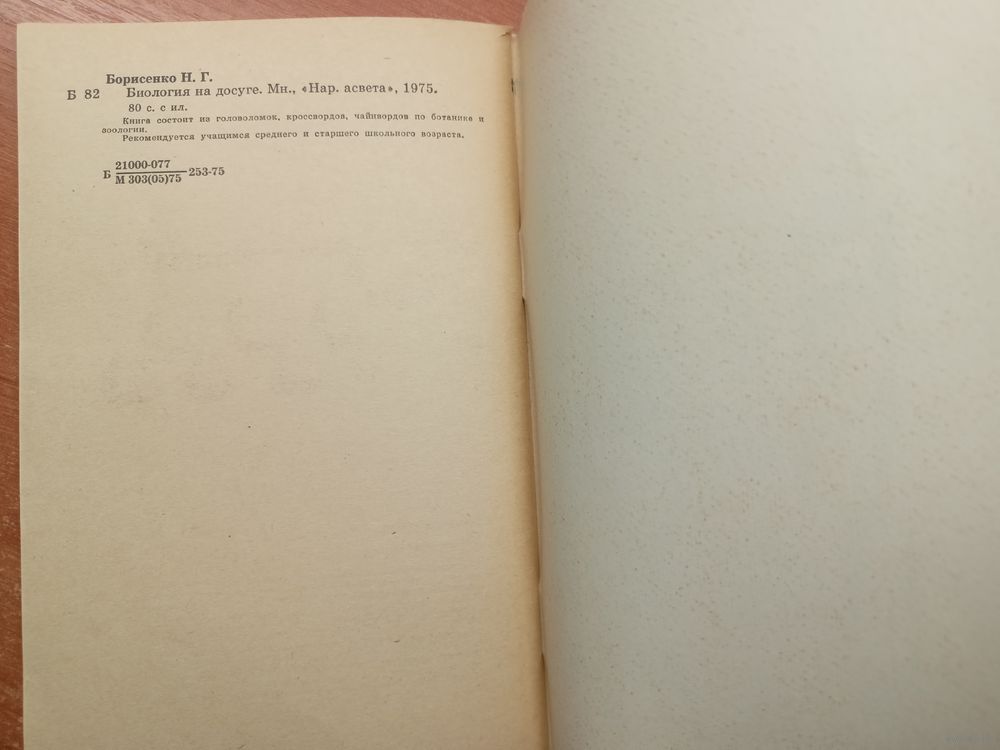 Борисенко Н. Г.
Б 82 Биология на досуге. Мн., «Нар. асвета», 1975.
80 с. с ил.
Книга состоит из головоломок, кроссвордов, чайнвордов по ботанике и
зоологии.
Рекомендуется учащимся среднего и старшего школьного возраста.
21000-077
Б 253-75
М 303(05)75